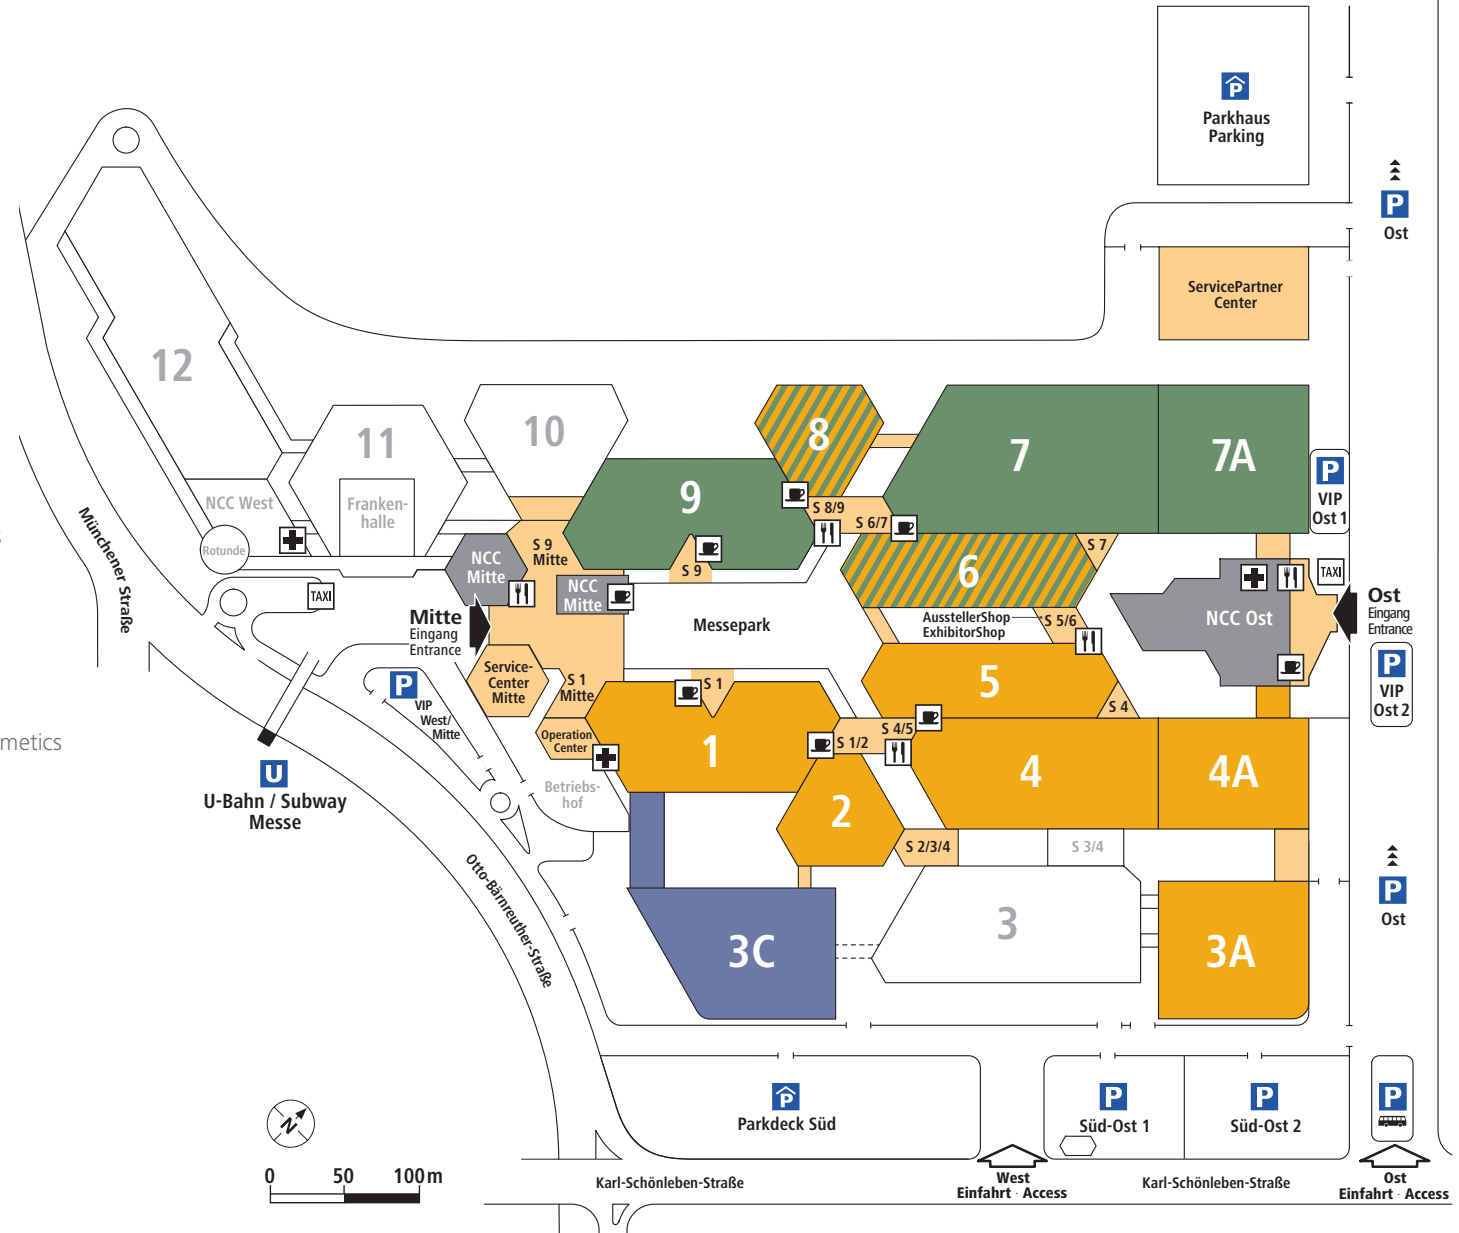 P
Parkhaus
Parking
P
Ost
ServicePartner
Center
12
11
10
8
7
7A
9
P
VIP
Ost 1
NCC West
Franken-
halle
Rotunde
S 8/9
S 6/7
S 9
Mitte
NCC
Mitte
NCC
Mitte
S 9
6
S 7
TAXI
TAXI
Münchener Straße
Mitte
Eingang
Entrance
Messepark
AusstellerShop
ExhibitorShop
S 5/6
NCC Ost
Ost
Eingang
Entrance
P
VIP
Ost 2
Service-
Center
Mitte
S 1
Mitte
S 1
5
S 4
P
VIP
West/
Mitte
metics
Operation
Center
1
S 1/2
S 4/5
4
4A
U
U-Bahn / Subway
Messe
Betriebs-
hof
2
S 2/3/4
S 3/4
Otto-Bärnreuther-Straße
3C
3
3A
P
Ost
N
P
Parkdeck Süd
P
Süd-Ost 1
P
Süd-Ost 2
P
0 50 100 m
Karl-Schönleben-Straße
West
Einfahrt · Access
Karl-Schönleben-Straße
Ost
Einfahrt · Access